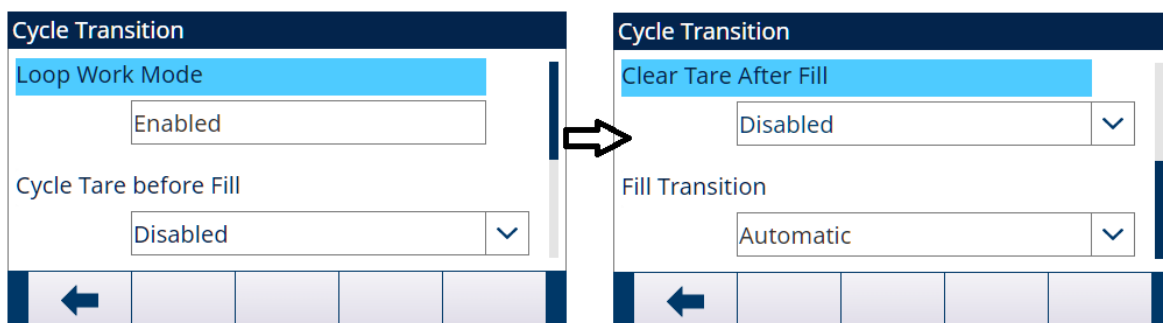 Cycle Transition
Loop Work Mode
Enabled
Cycle Tare before Fill
Disabled
Cycle Transition
Clear Tare After Fill
Disabled
Fill Transition
Automatic